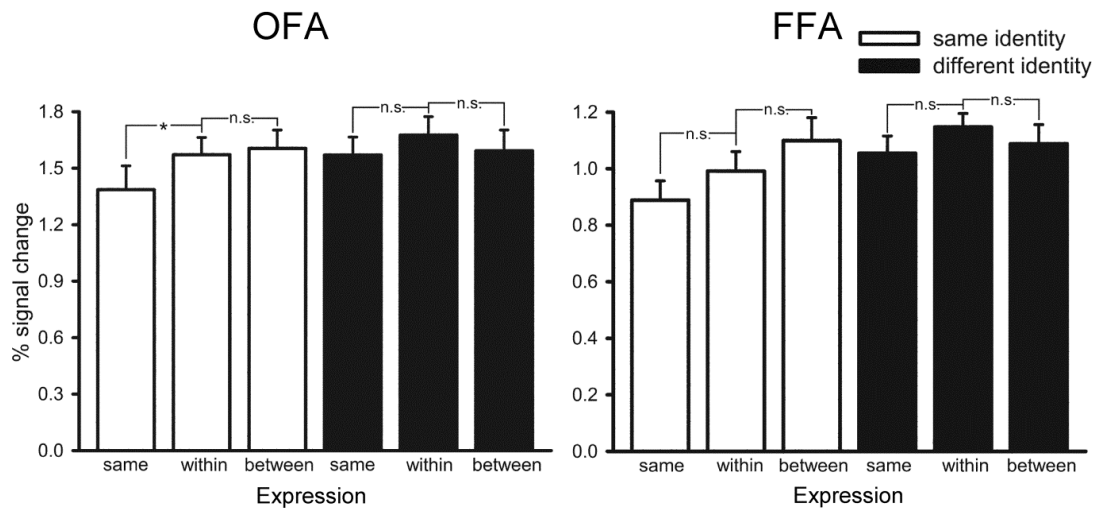 OFA
FFA
same identity
different identity
% signal change
1.8
1.5
1.2
0.9
0.6
0.3
0.0
*
n.s.
n.s.
n.s.
same
within
between
same
within
between
Expression
1.2
1.0
0.8
0.6
0.4
0.2
0.0
n.s.
n.s.
n.s.
n.s.
same
within
between
same
within
between
Expression